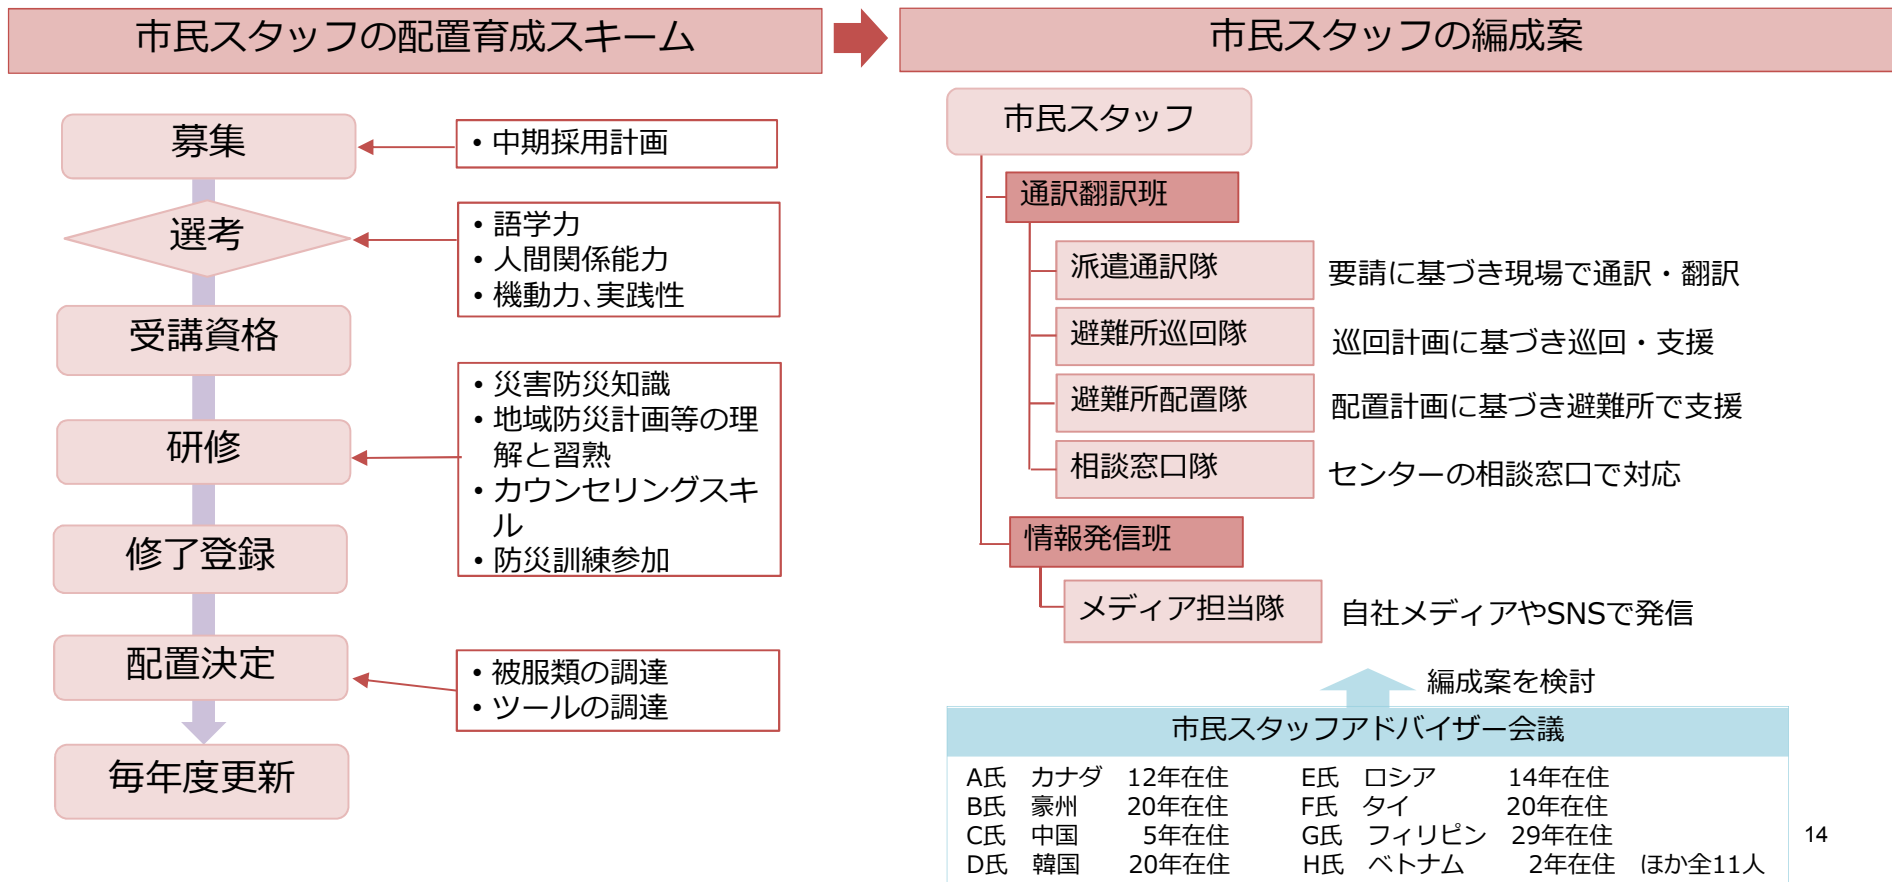 市民スタッフの配置育成スキーム
市民スタッフの編成案
募集
・中期採用計画
選考
・語学力
・人間関係能力
・機動力、実践性
受講資格
研修
・災害防災知識
・地域防災計画等の理
解と習熟
・カウンセリングスキ
ル
・防災訓練参加
修了登録
配置決定
・被服類の調達
・ツールの調達
毎年度更新
市民スタッフ
通訳翻訳班
派遣通訳隊 要請に基づき現場で通訳・翻訳
避難所巡回隊 巡回計画に基づき巡回・支援
避難所配置隊 配置計画に基づき避難所で支援
相談窓口隊 センターの相談窓口で対応
情報発信班
メディア担当隊 自社メディアやSNSで発信
編成案を検討
市民スタッフアドバイザー会議
A氏 カナダ 12年在住 E氏 ロシア 14年在住
B氏 豪州 20年在住 F氏 タイ 20年在住
C氏 中国 5年在住 G氏 フィリピン 29年在住
D氏 韓国 20年在住 H氏 ベトナム 2年在住 ほか全11人
14